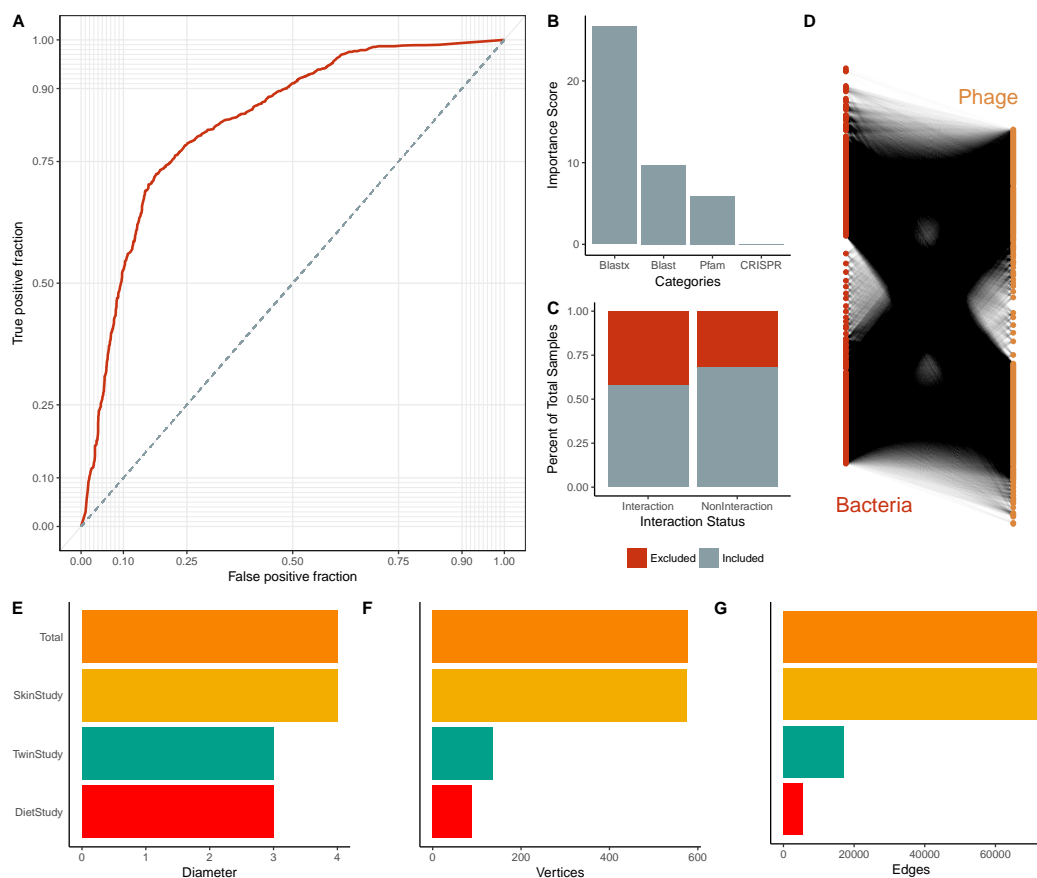 A
True positive fraction
1.00
0.90
0.75
0.50
0.25
0.10
0.00
0.00 0.10 0.25 0.50 0.75 0.90 1.00
False positive fraction
B
Importance Score
20
10
0
Blastx Blast Pfam CRISPR
Categories
C
Percent of Total Samples
1.00
0.75
0.50
0.25
0.00
Interaction NonInteraction
Interaction Status
Excluded Included
D
Phage
Bacteria
E
Total
SkinStudy
TwinStudy
DietStudy
0 1 2 3 4
Diameter
F
0 200 400 600
Vertices
G
0 20000 40000 60000
Edges